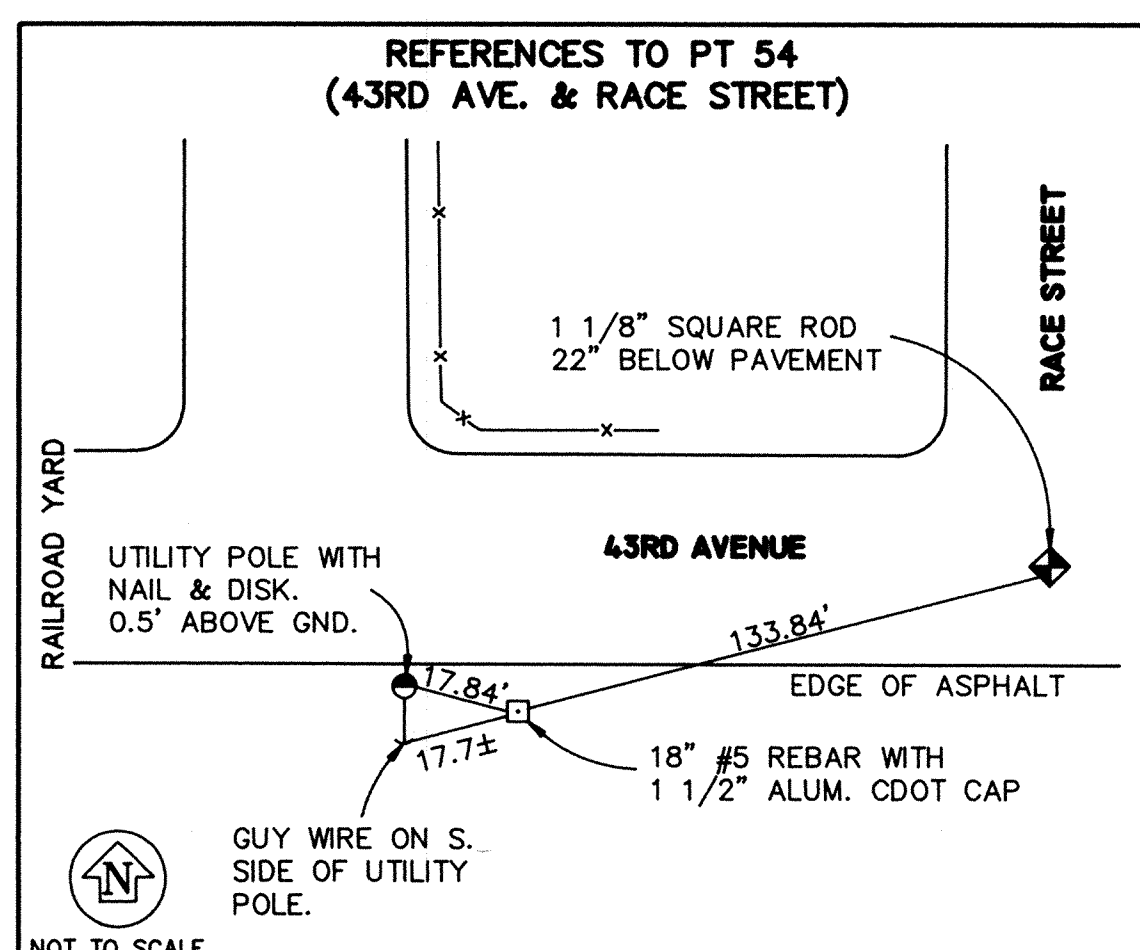 REFERENCES TO PT 54
(43RD AVE. & RACE STREET)
RACE STREET
1 1/8" SQUARE ROD
22" BELOW PAVEMENT
RAILROAD YARD
43RD AVENUE
UTILITY POLE WITH
NAIL & DISK.
0.5' ABOVE GND.
133.84'
17.84'
EDGE OF ASPHALT
17.7±
18" #5 REBAR WITH
1 1/2" ALUM. CDOT CAP
GUY WIRE ON S.
SIDE OF UTILITY
POLE.
N
NOT TO SCALE